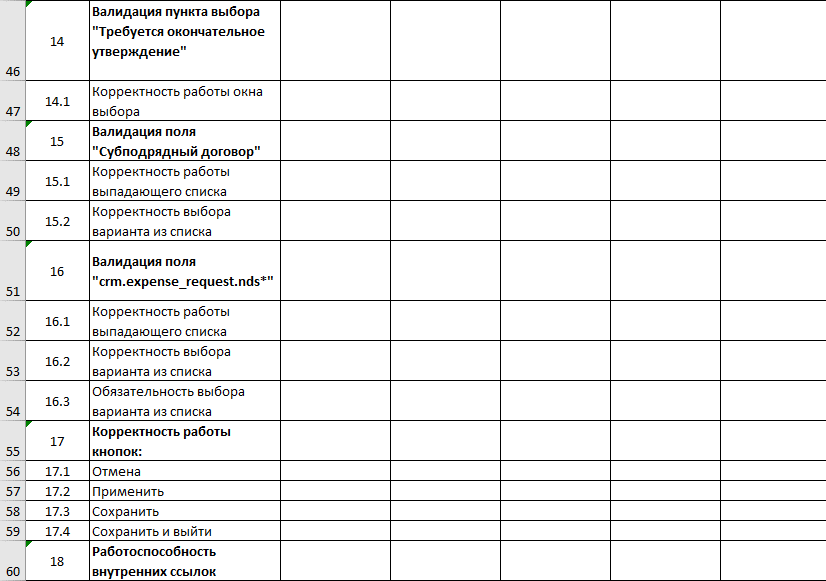 Валидация пункта выбора
"Требуется окончательное
утверждение"
14
46
Корректность работы окна
выбора
14.1
47
Валидация поля
"Субподрядный договор"
15
48
Корректность работы
выпадающего списка
15.1
49
Корректность выбора
варианта из списка
15.2
50
Валидация поля
"crm.expense_request.nds*"
16
51
Корректность работы
выпадающего списка
16.1
52
Корректность выбора
варианта из списка
16.2
53
Обязательность выбора
варианта из списка
16.3
54
Корректность работы
кнопок:
17
55
56 17.1 Отмена
57 17.2 Применить
58 17.3 Сохранить
59 17.4 Сохранить и выйти
Работоспособность
внутренних ссылок
18
60